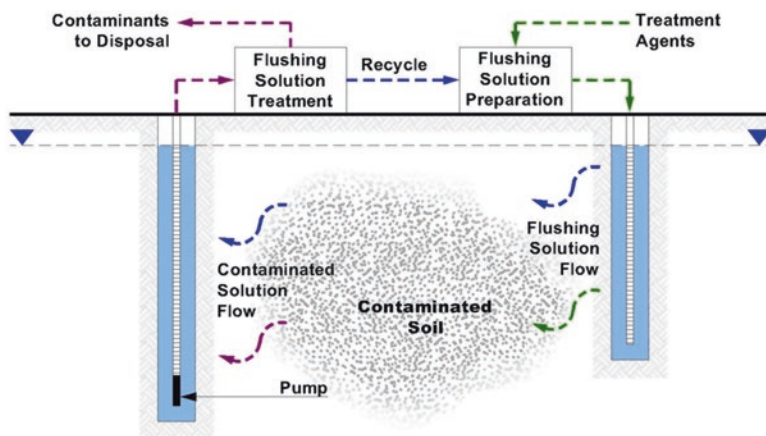 Contaminants
to Disposal
Flushing
Solution
Treatment
Recycle
Flushing
Solution
Preparation
Treatment
Agents
Contaminated
Solution
Flow
Contaminated
Soil
Flushing
Solution
Flow
Pump